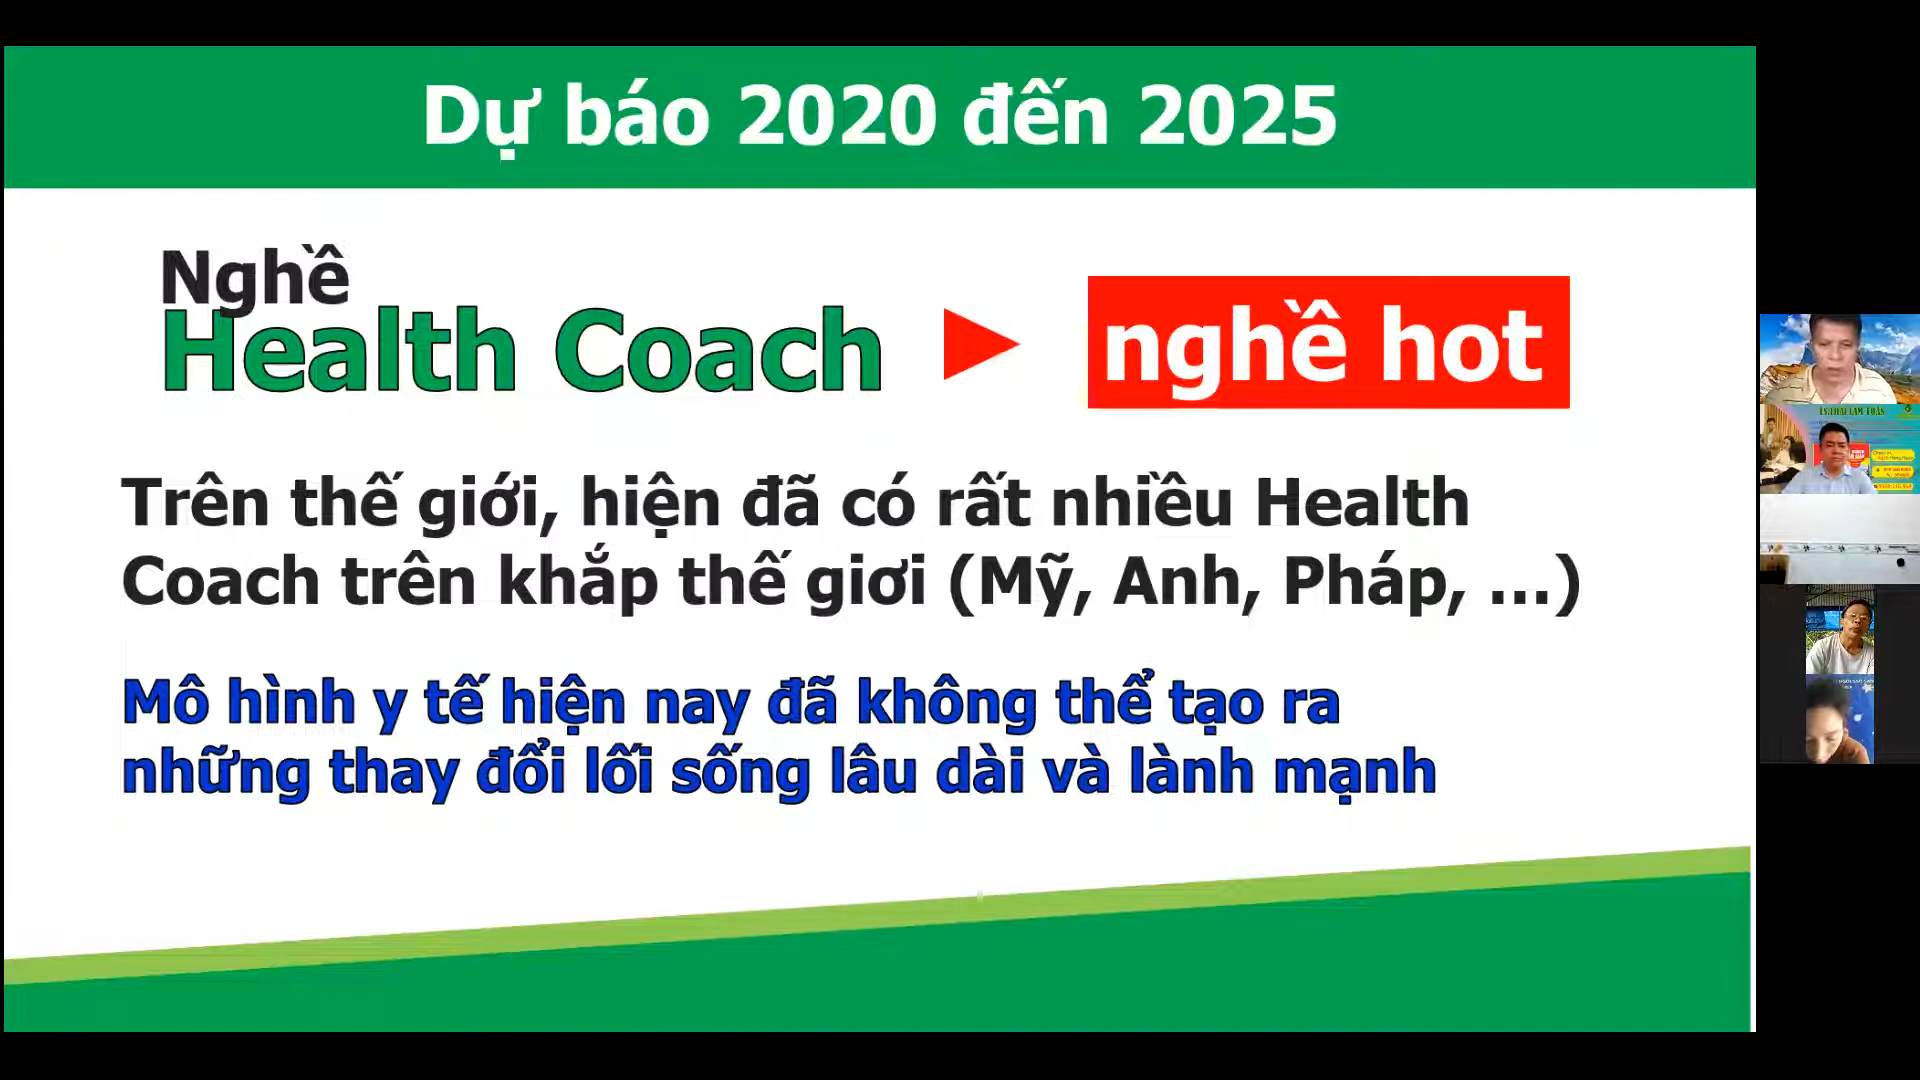 Dự báo 2020 đến 2025
Nghề
Health Coach
nghề hot
Trên thế giới, hiện đã có rất nhiều Health
Coach trên khắp thế giơi (Mỹ, Anh, Pháp, ...)
Mô hình y tế hiện nay đã không thể tạo ra
những thay đổi lối sống lâu dài và lành mạnh